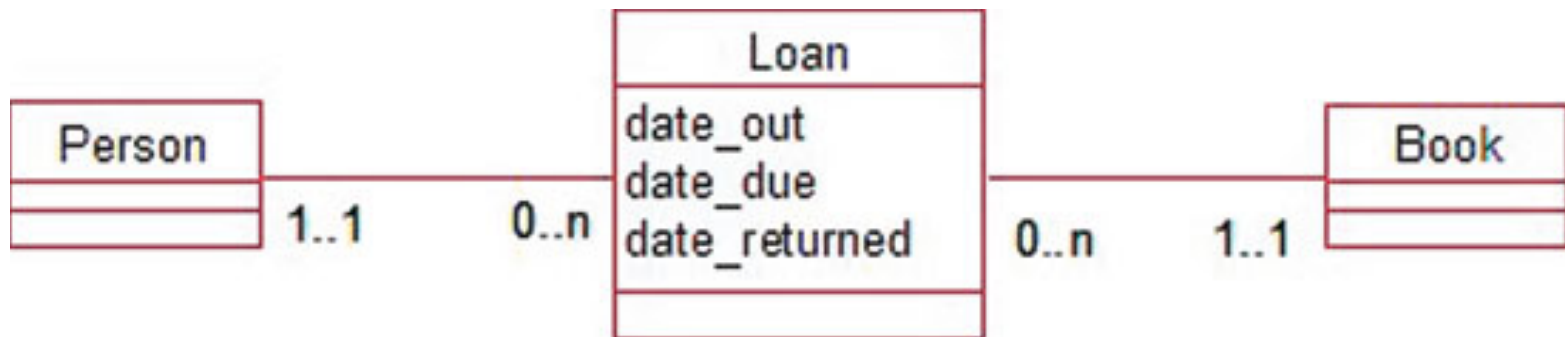 Person
1..1
0..n
Loan
date_out
date_due
date_returned
0..n
1..1
Book